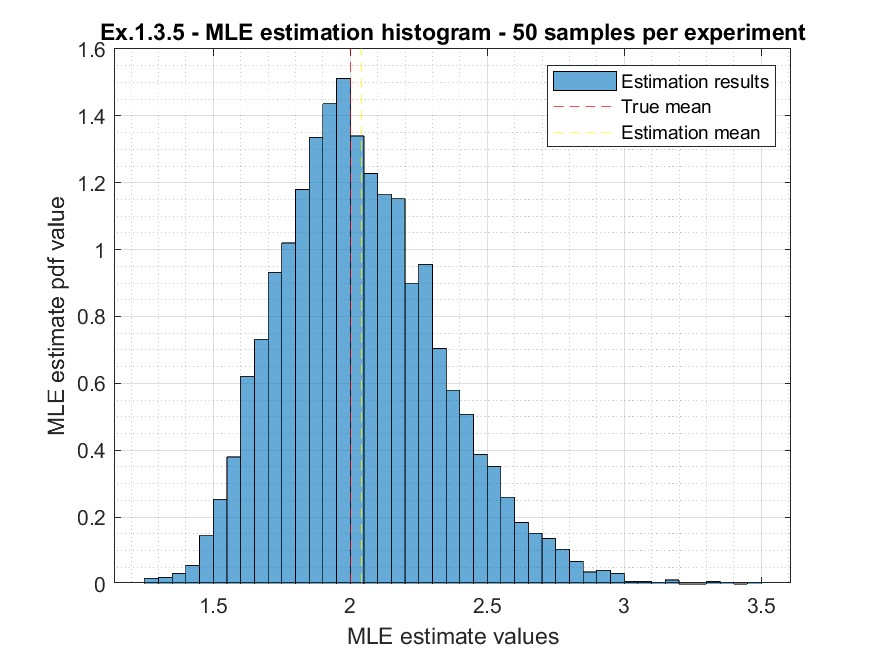 Ex.1.3.5 - MLE estimation histogram - 50 samples per experiment
Estimation results
True mean
Estimation mean
MLE estimate pdf value
1.6
1.4
1.2
1
0.8
0.6
0.4
0.2
0
1.5
2
2.5
3
3.5
MLE estimate values